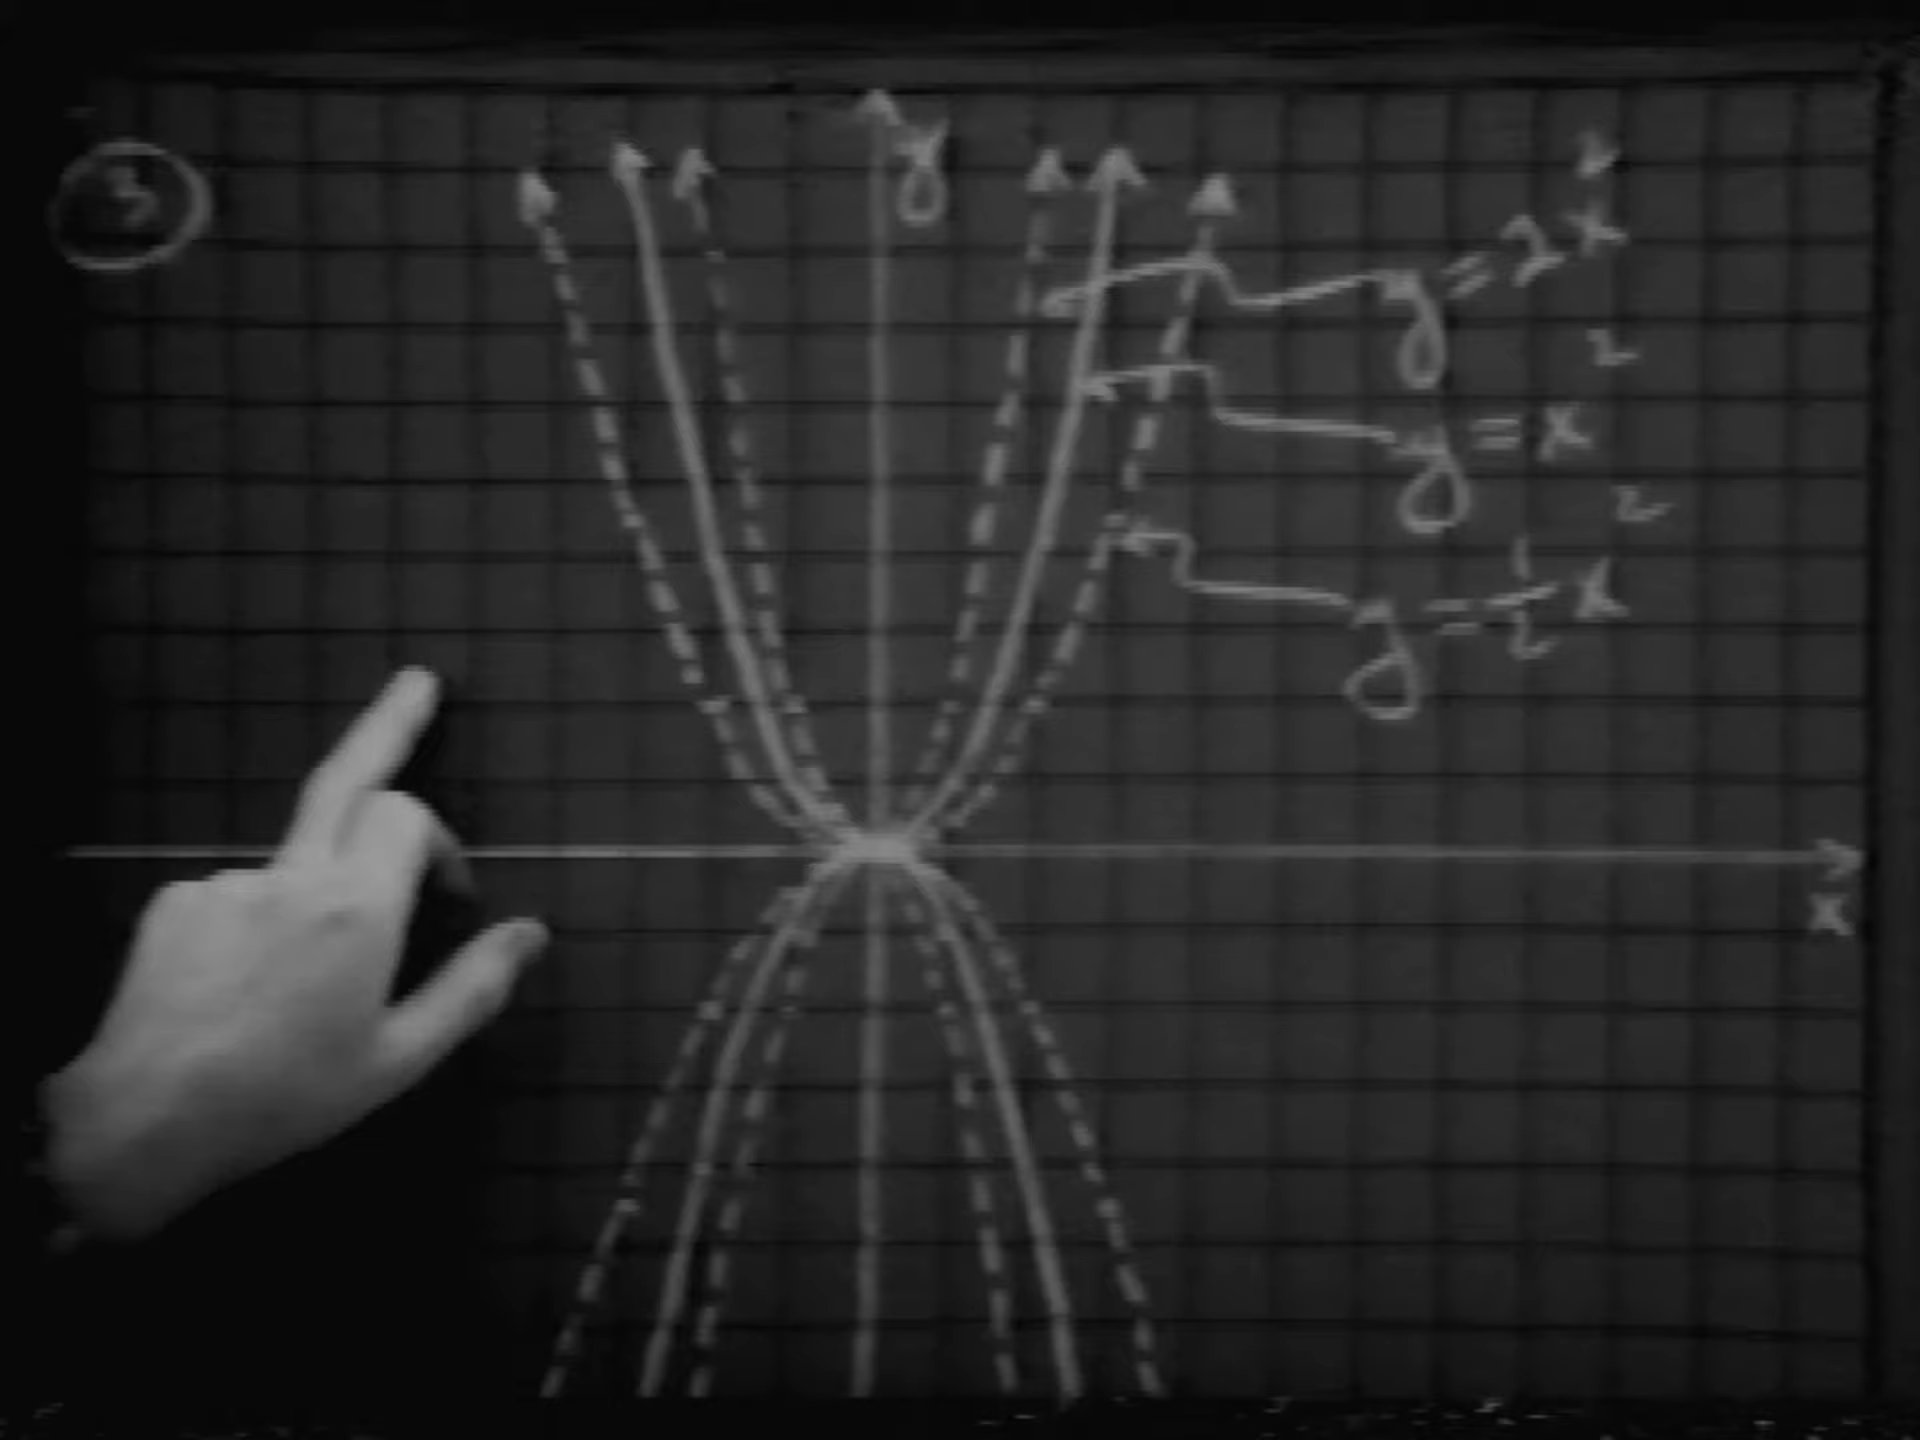 3
y
y = 2x²
y = x²
y = ½x²
x